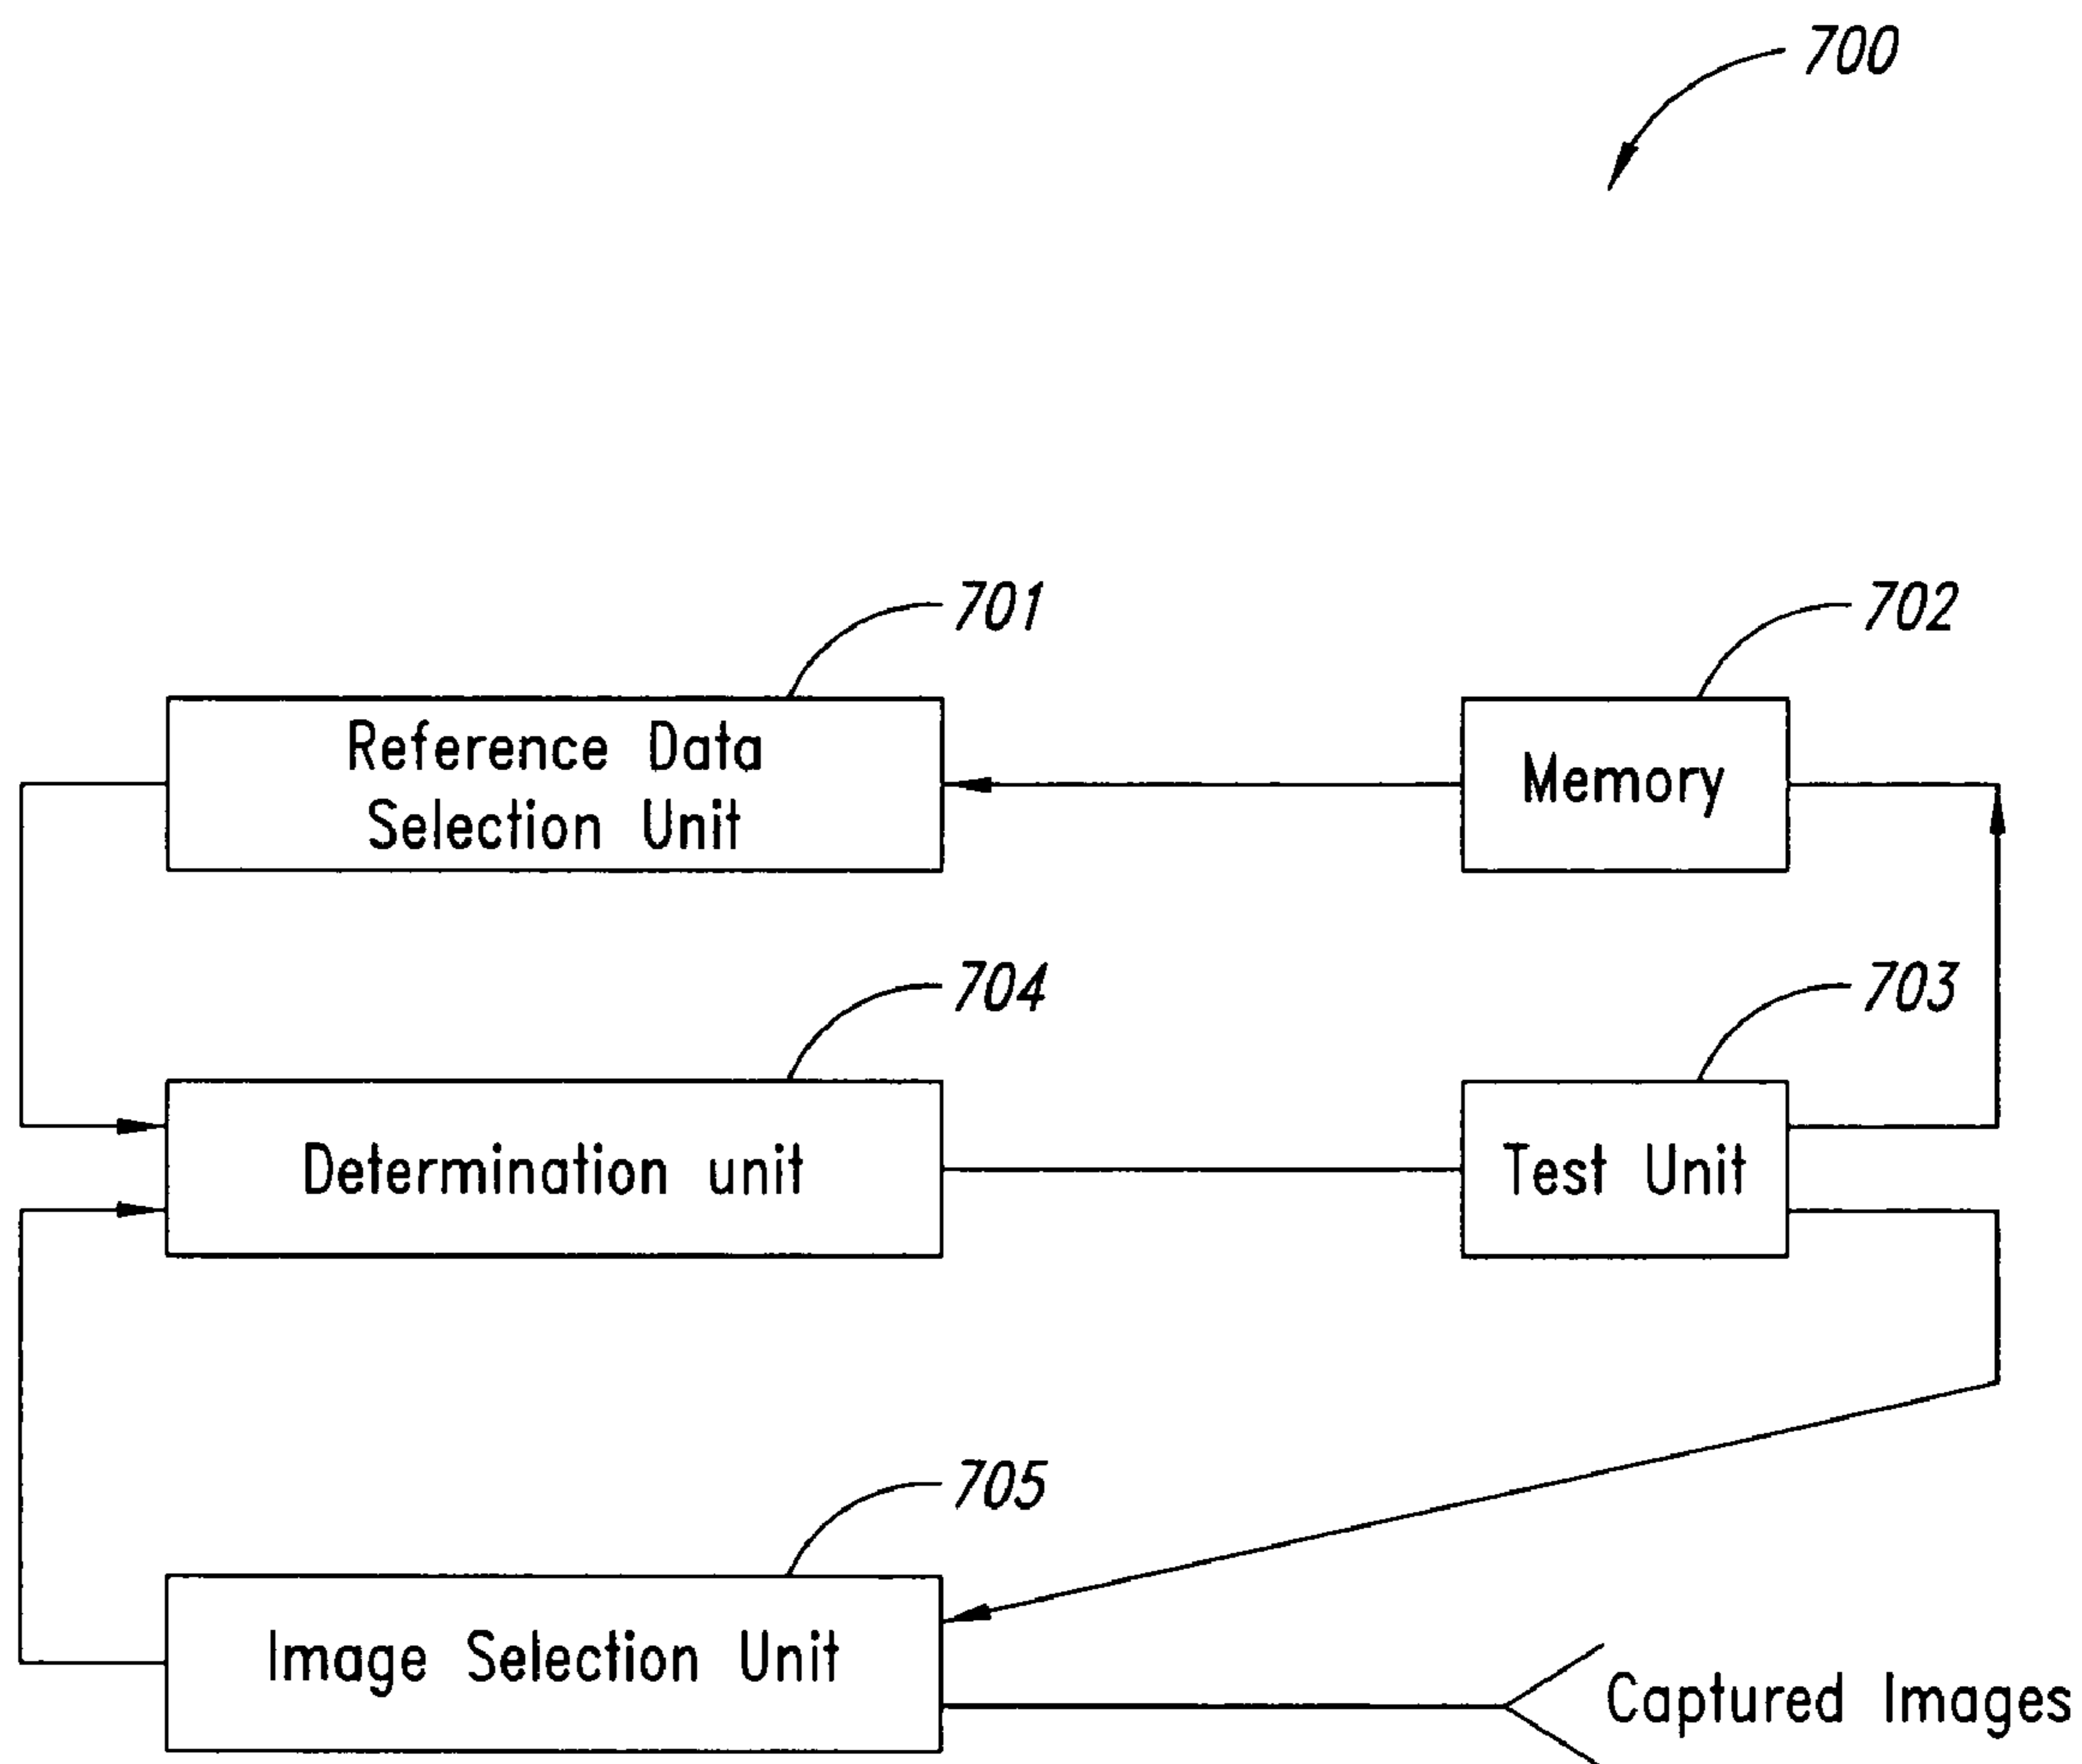 700
701
702
Reference Data
Selection Unit
Memory
704
703
Determination unit
Test Unit
705
Image Selection Unit
Captured Images